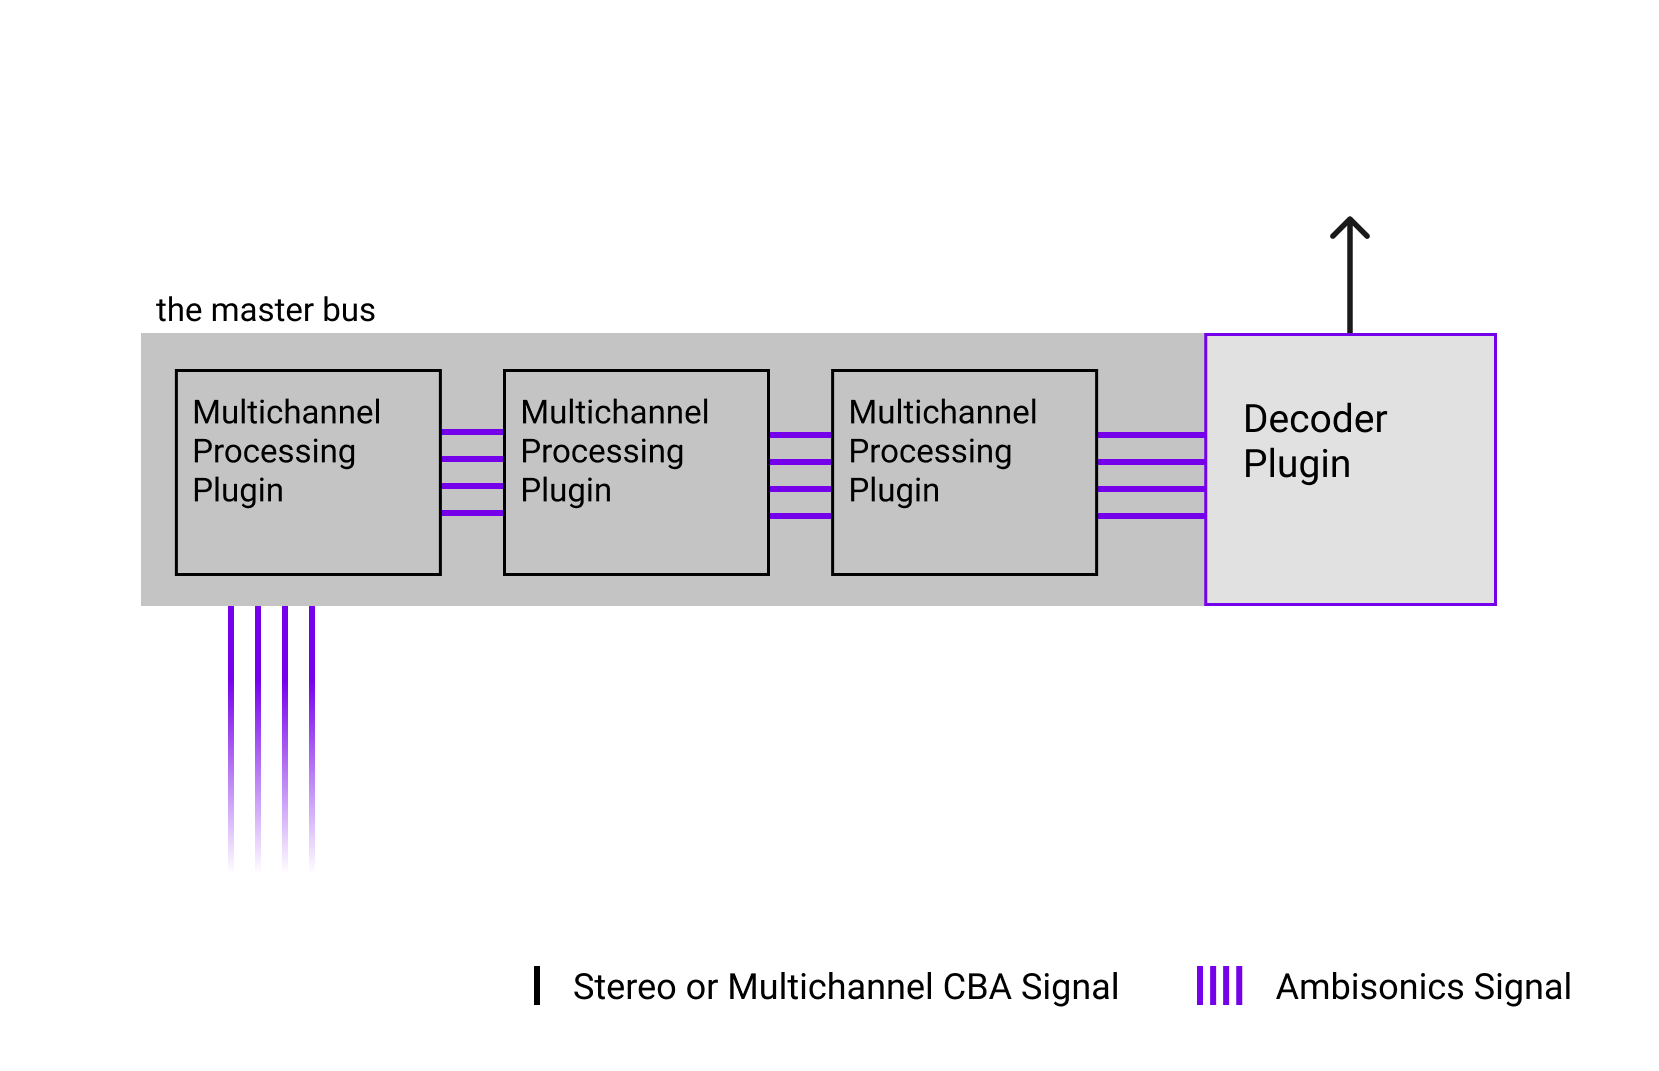 the master bus
Multichannel
Processing
Plugin
Multichannel
Processing
Plugin
Multichannel
Processing
Plugin
Decoder
Plugin
Stereo or Multichannel CBA Signal
Ambisonics Signal